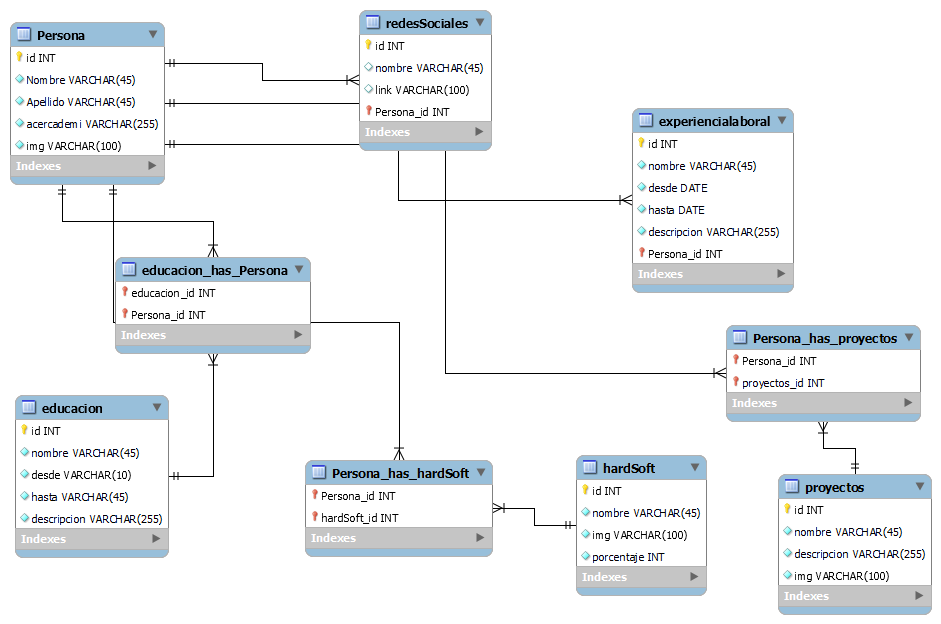 Persona
id INT
Nombre VARCHAR(45)
Apellido VARCHAR(45)
acercademi VARCHAR(255)
img VARCHAR(100)
Indexes
redesSociales
id INT
nombre VARCHAR(45)
link VARCHAR(100)
Persona_id INT
Indexes
experiencialaboral
id INT
nombre VARCHAR(45)
desde DATE
hasta DATE
descripcion VARCHAR(255)
Persona_id INT
Indexes
educacion_has_Persona
educacion_id INT
Persona_id INT
Indexes
Persona_has_proyectos
Persona_id INT
proyectos_id INT
Indexes
educacion
id INT
nombre VARCHAR(45)
desde VARCHAR(10)
hasta VARCHAR(45)
descripcion VARCHAR(255)
Indexes
Persona_has_hardSoft
Persona_id INT
hardSoft_id INT
Indexes
hardSoft
id INT
nombre VARCHAR(45)
img VARCHAR(100)
porcentaje INT
Indexes
proyectos
id INT
nombre VARCHAR(45)
descripcion VARCHAR(255)
img VARCHAR(100)
Indexes